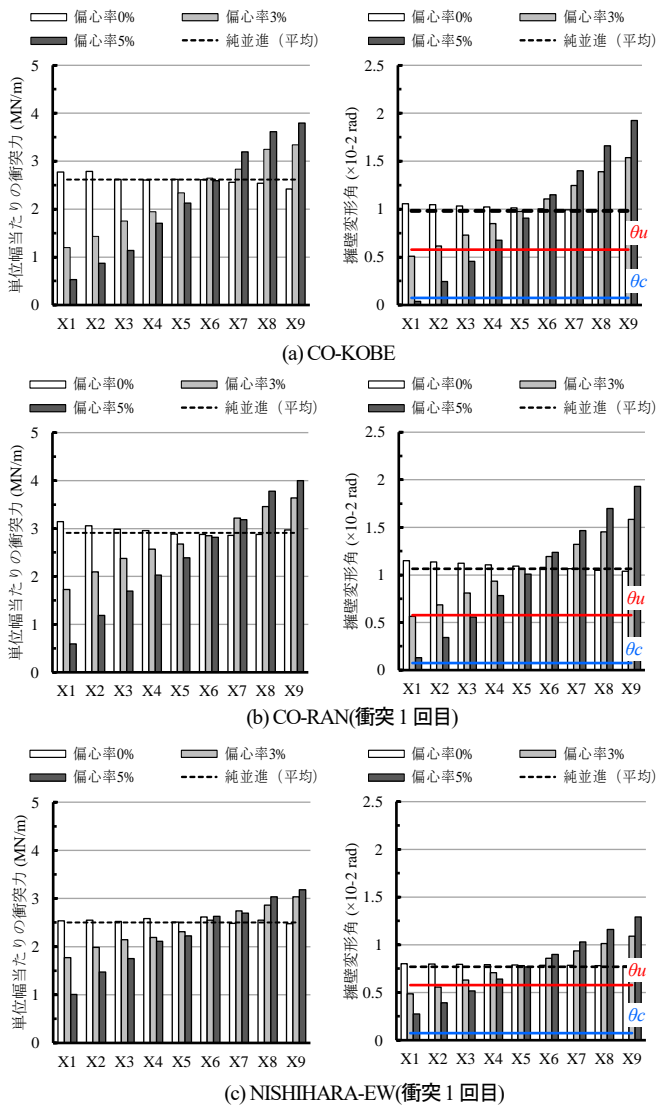 偏心率0% 偏心率3% 偏心率0% 偏心率3%
偏心率5% 純並進（平均） 偏心率5% 純並進（平均）
単位幅当たりの衝突力 (MN/m)
5
4
3
2
1
0
X1 X2 X3 X4 X5 X6 X7 X8 X9
擁壁変形角 (×10-2 rad)
2.5
2
1.5
1
0.5
0
θu
θc
X1 X2 X3 X4 X5 X6 X7 X8 X9
(a) CO-KOBE
偏心率0% 偏心率3% 偏心率0% 偏心率3%
偏心率5% 純並進（平均） 偏心率5% 純並進（平均）
単位幅当たりの衝突力 (MN/m)
5
4
3
2
1
0
X1 X2 X3 X4 X5 X6 X7 X8 X9
擁壁変形角 (×10-2 rad)
2.5
2
1.5
1
0.5
0
θu
θc
X1 X2 X3 X4 X5 X6 X7 X8 X9
(b) CO-RAN(衝突 1 回目)
偏心率0% 偏心率3% 偏心率0% 偏心率3%
偏心率5% 純並進（平均） 偏心率5% 純並進（平均）
単位幅当たりの衝突力 (MN/m)
5
4
3
2
1
0
X1 X2 X3 X4 X5 X6 X7 X8 X9
擁壁変形角 (×10-2 rad)
2.5
2
1.5
1
0.5
0
θu
θc
X1 X2 X3 X4 X5 X6 X7 X8 X9
(c) NISHIHARA-EW(衝突 1 回目)